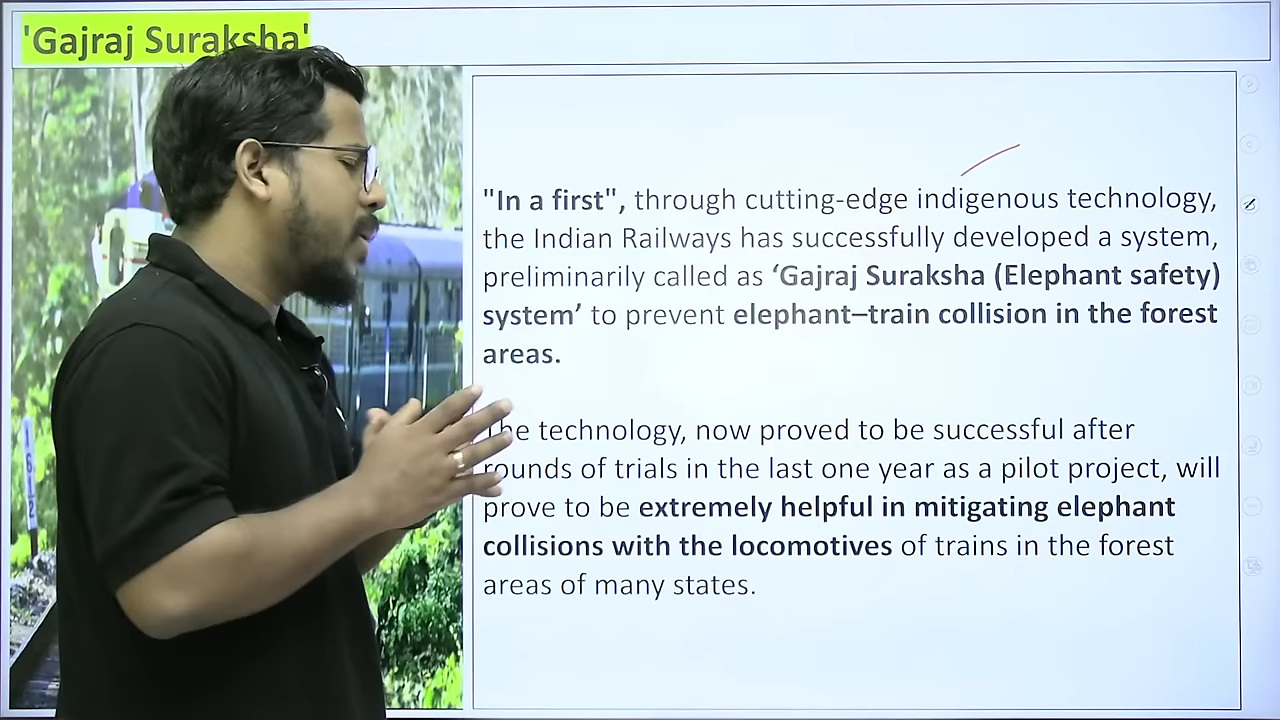 'Gajraj Suraksha'
"In a first", through cutting-edge indigenous technology,
the Indian Railways has successfully developed a system,
preliminarily called as ‘Gajraj Suraksha (Elephant safety)
system’ to prevent elephant–train collision in the forest
areas.
The technology, now proved to be successful after
rounds of trials in the last one year as a pilot project, will
prove to be extremely helpful in mitigating elephant
collisions with the locomotives of trains in the forest
areas of many states.